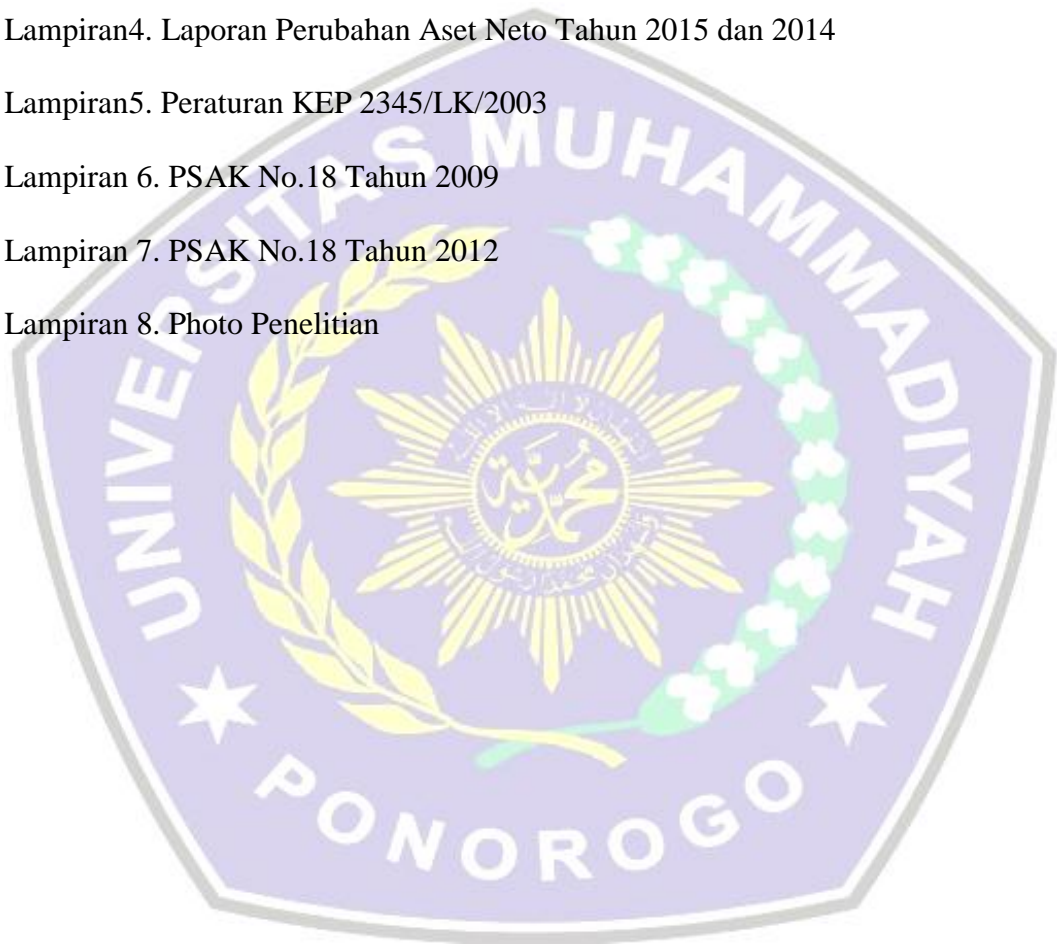 Lampiran4. Laporan Perubahan Aset Neto Tahun 2015 dan 2014
Lampiran5. Peraturan KEP 2345/LK/2003
Lampiran 6. PSAK No.18 Tahun 2009
Lampiran 7. PSAK No.18 Tahun 2012
Lampiran 8. Photo Penelitian
UNIVERSITAS MUHAMMADIYAH
PONOROGO
محمدية